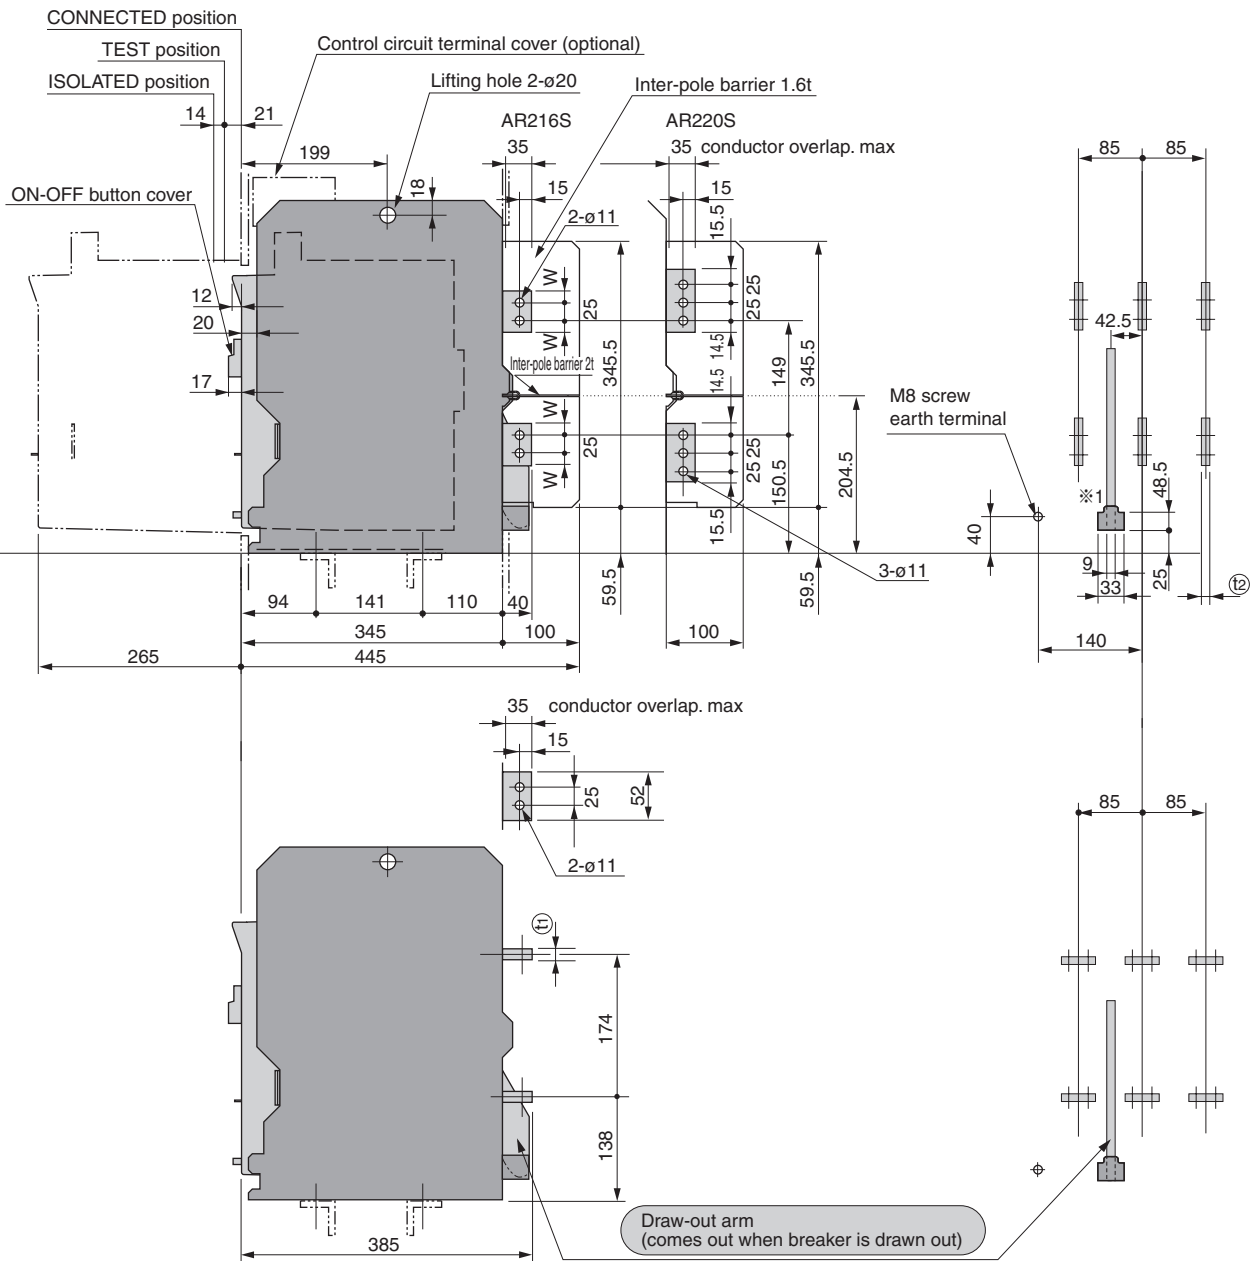 CONNECTED position
TEST position
Control circuit terminal cover (optional)
ISOLATED position
Lifting hole 2-ø20
Inter-pole barrier 1.6t
14
21
AR216S
AR220S
35
35
conductor overlap. max
199
85
85
18
15
15
ON-OFF button cover
2-ø11
15.5
W
25
25
25
25
12
20
W
14.5
345.5
149
345.5
42.5
Inter-pole barrier 2t
14.5
17
M8 screw
earth terminal
W
25
25
25
W
150.5
204.5
※1
48.5
15.5
40
3-ø11
59.5
59.5
9
33
25
t2
94
141
110
40
345
100
100
140
265
445
35
conductor overlap. max
15
25
52
85
85
2-ø11
t1
174
138
Draw-out arm
(comes out when breaker is drawn out)
385